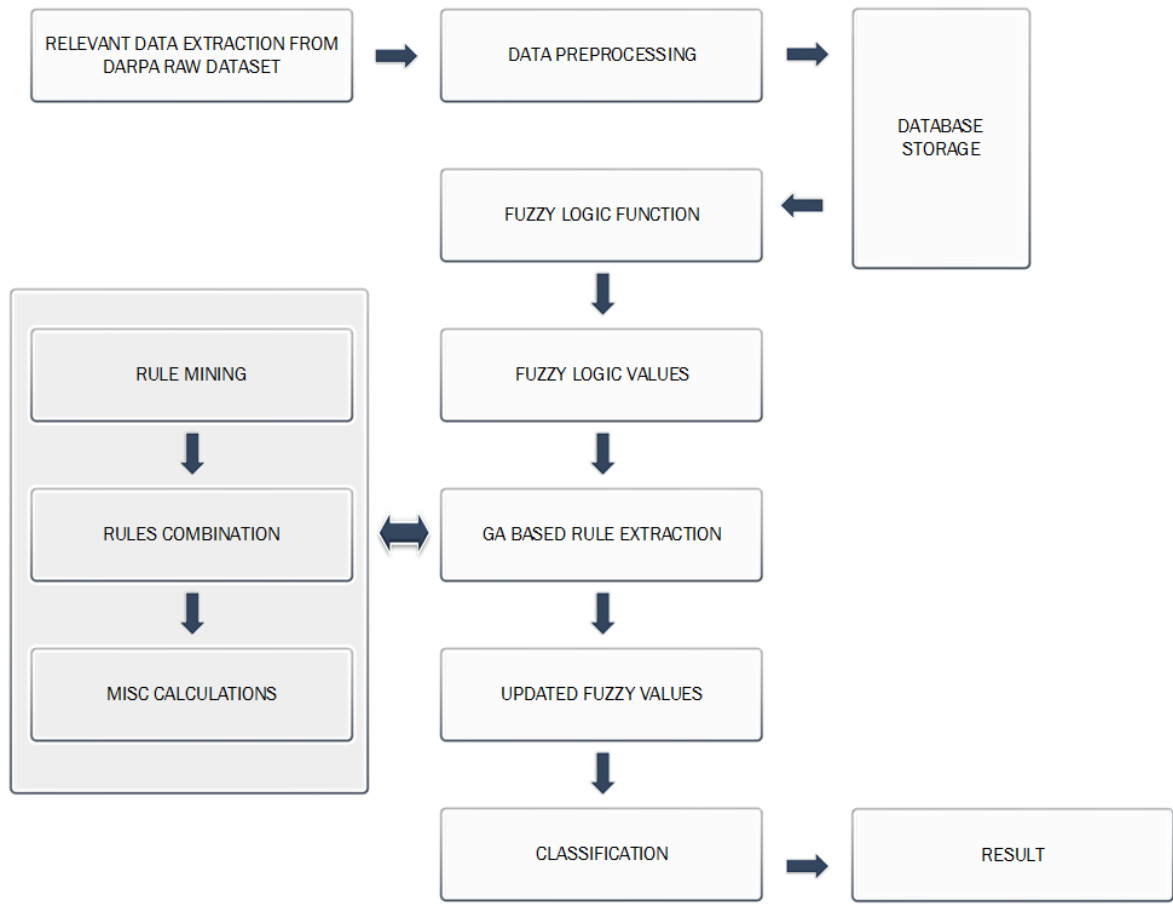 RELEVANT DATA EXTRACTION FROM
DARPA RAW DATASET
DATA PREPROCESSING
DATABASE
STORAGE
FUZZY LOGIC FUNCTION
RULE MINING
FUZZY LOGIC VALUES
RULES COMBINATION
GA BASED RULE EXTRACTION
MISC CALCULATIONS
UPDATED FUZZY VALUES
CLASSIFICATION
RESULT